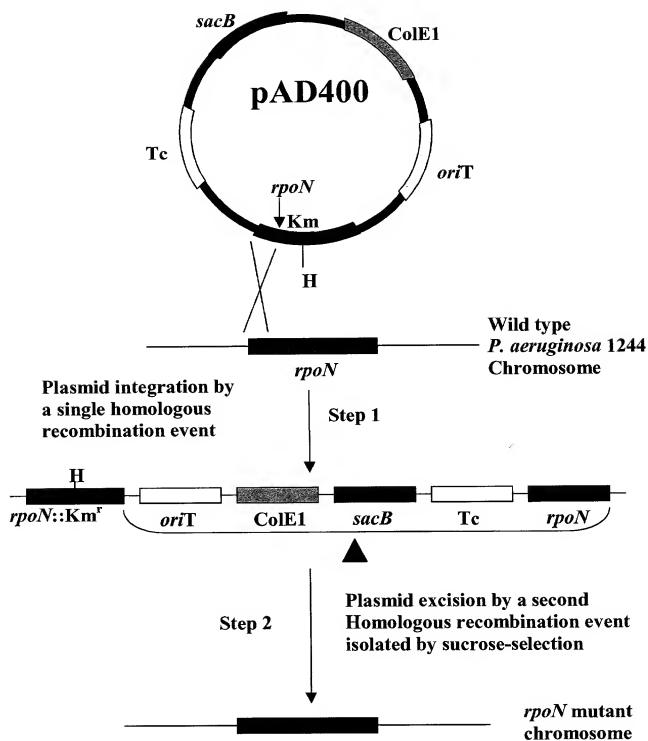 sacB
ColE1
pAD400
Tc
oriT
rpoN
Km
H
Wild type
P. aeruginosa 1244
Chromosome
rpoN
Plasmid integration by
a single homologous
recombination event
Step 1
H
rpoN::Kmʳ
oriT
ColE1
sacB
Tc
rpoN
Step 2
Plasmid excision by a second
Homologous recombination event
isolated by sucrose-selection
rpoN mutant
chromosome